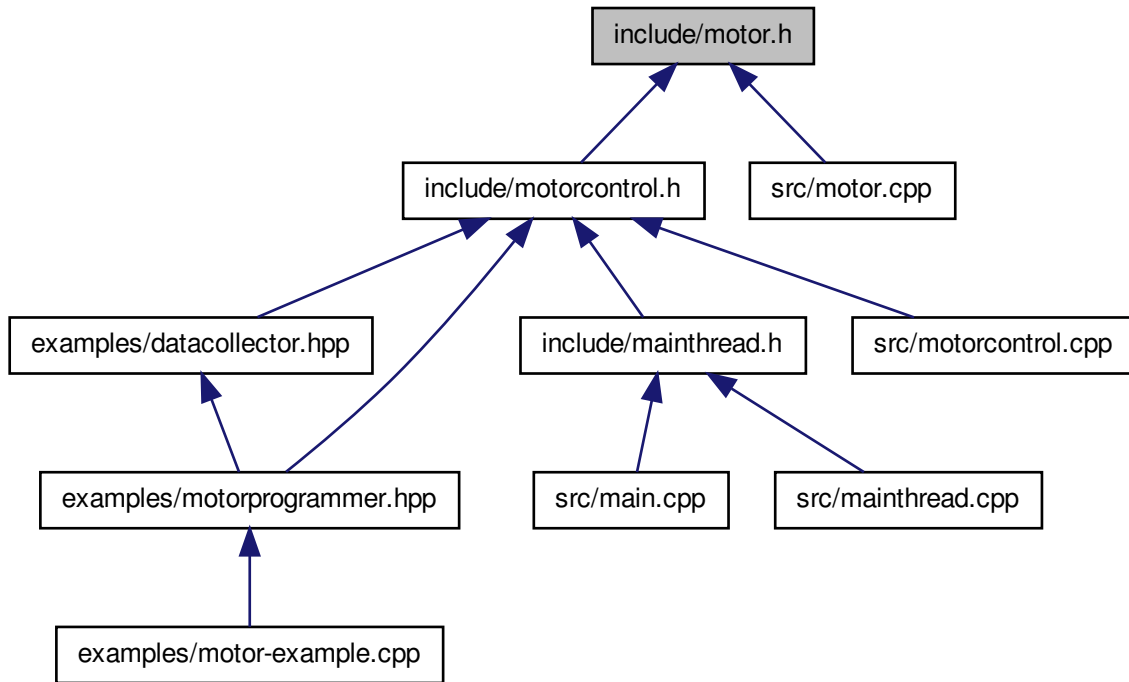 include/motor.h
include/motorcontrol.h
src/motor.cpp
examples/datacollector.hpp
include/mainthread.h
src/motorcontrol.cpp
examples/motorprogrammer.hpp
src/main.cpp
src/mainthread.cpp
examples/motor-example.cpp